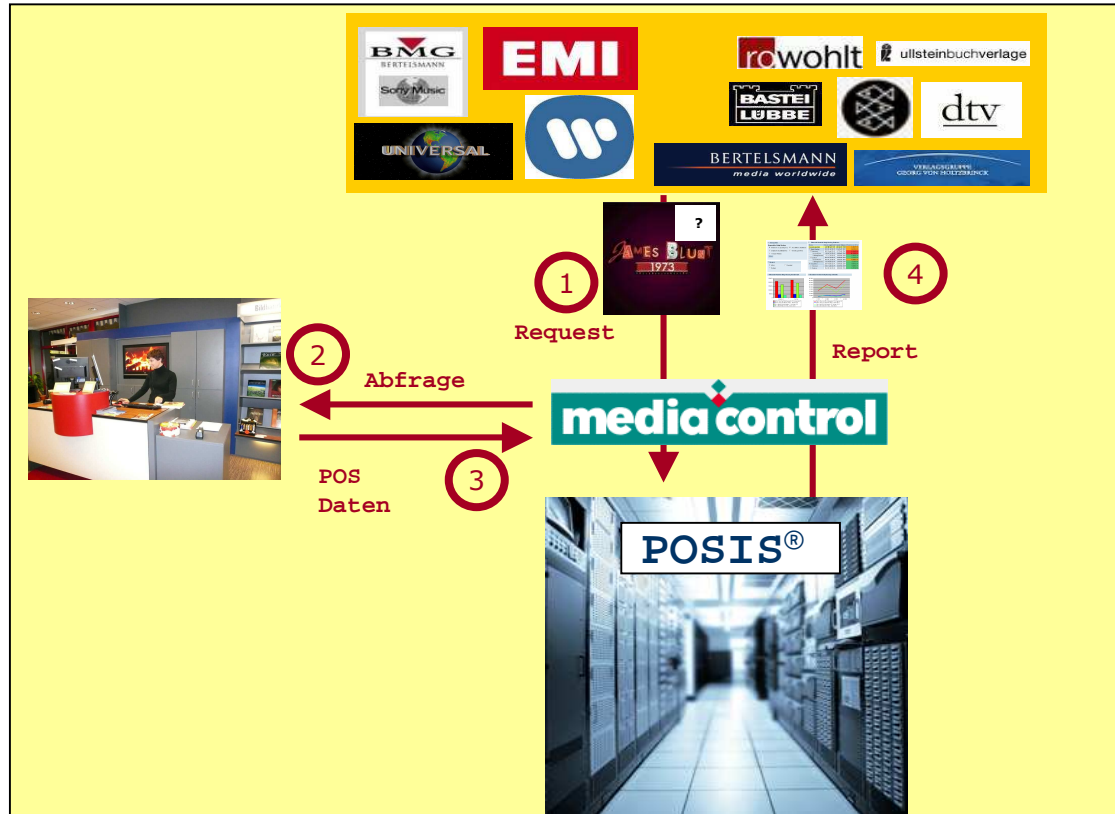 BMG
BERTELSMANN
Sony Music
EMI
UNIVERSAL
rowohlt
ullsteinbuchverlage
BASTEI
LÜBBE
dtv
BERTELSMANN
media worldwide
VERLAGSGRUPPE
GEORG VON HOLTZBRINCK
?
JAMES BLUNT
1973
1
Request
4
Report
2
Abfrage
media control
3
POS
Daten
POSIS®